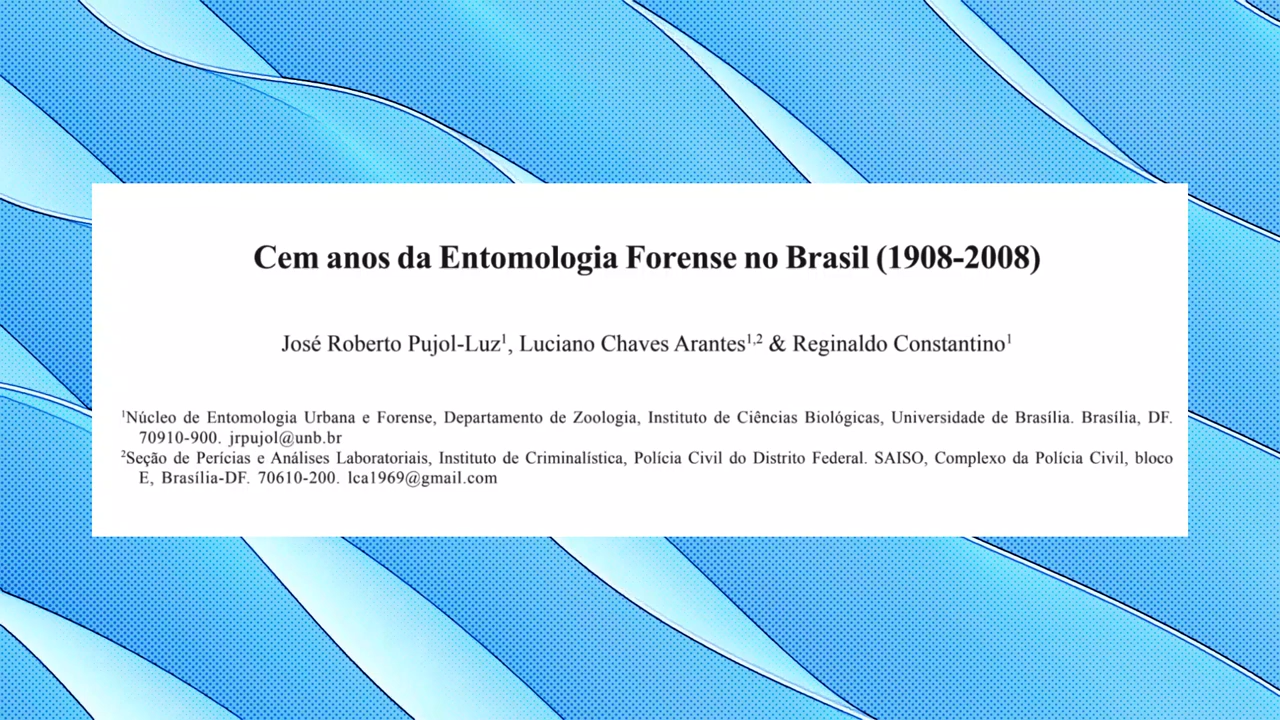 Cem anos da Entomologia Forense no Brasil (1908-2008)
José Roberto Pujol-Luz¹, Luciano Chaves Arantes¹,² & Reginaldo Constantino¹
¹Núcleo de Entomologia Urbana e Forense, Departamento de Zoologia, Instituto de Ciências Biológicas, Universidade de Brasília. Brasília, DF.
70910-900. jrpujol@unb.br
²Seção de Perícias e Análises Laboratoriais, Instituto de Criminalística, Polícia Civil do Distrito Federal. SAISO, Complexo da Polícia Civil, bloco
E, Brasília-DF. 70610-200. lca1969@gmail.com